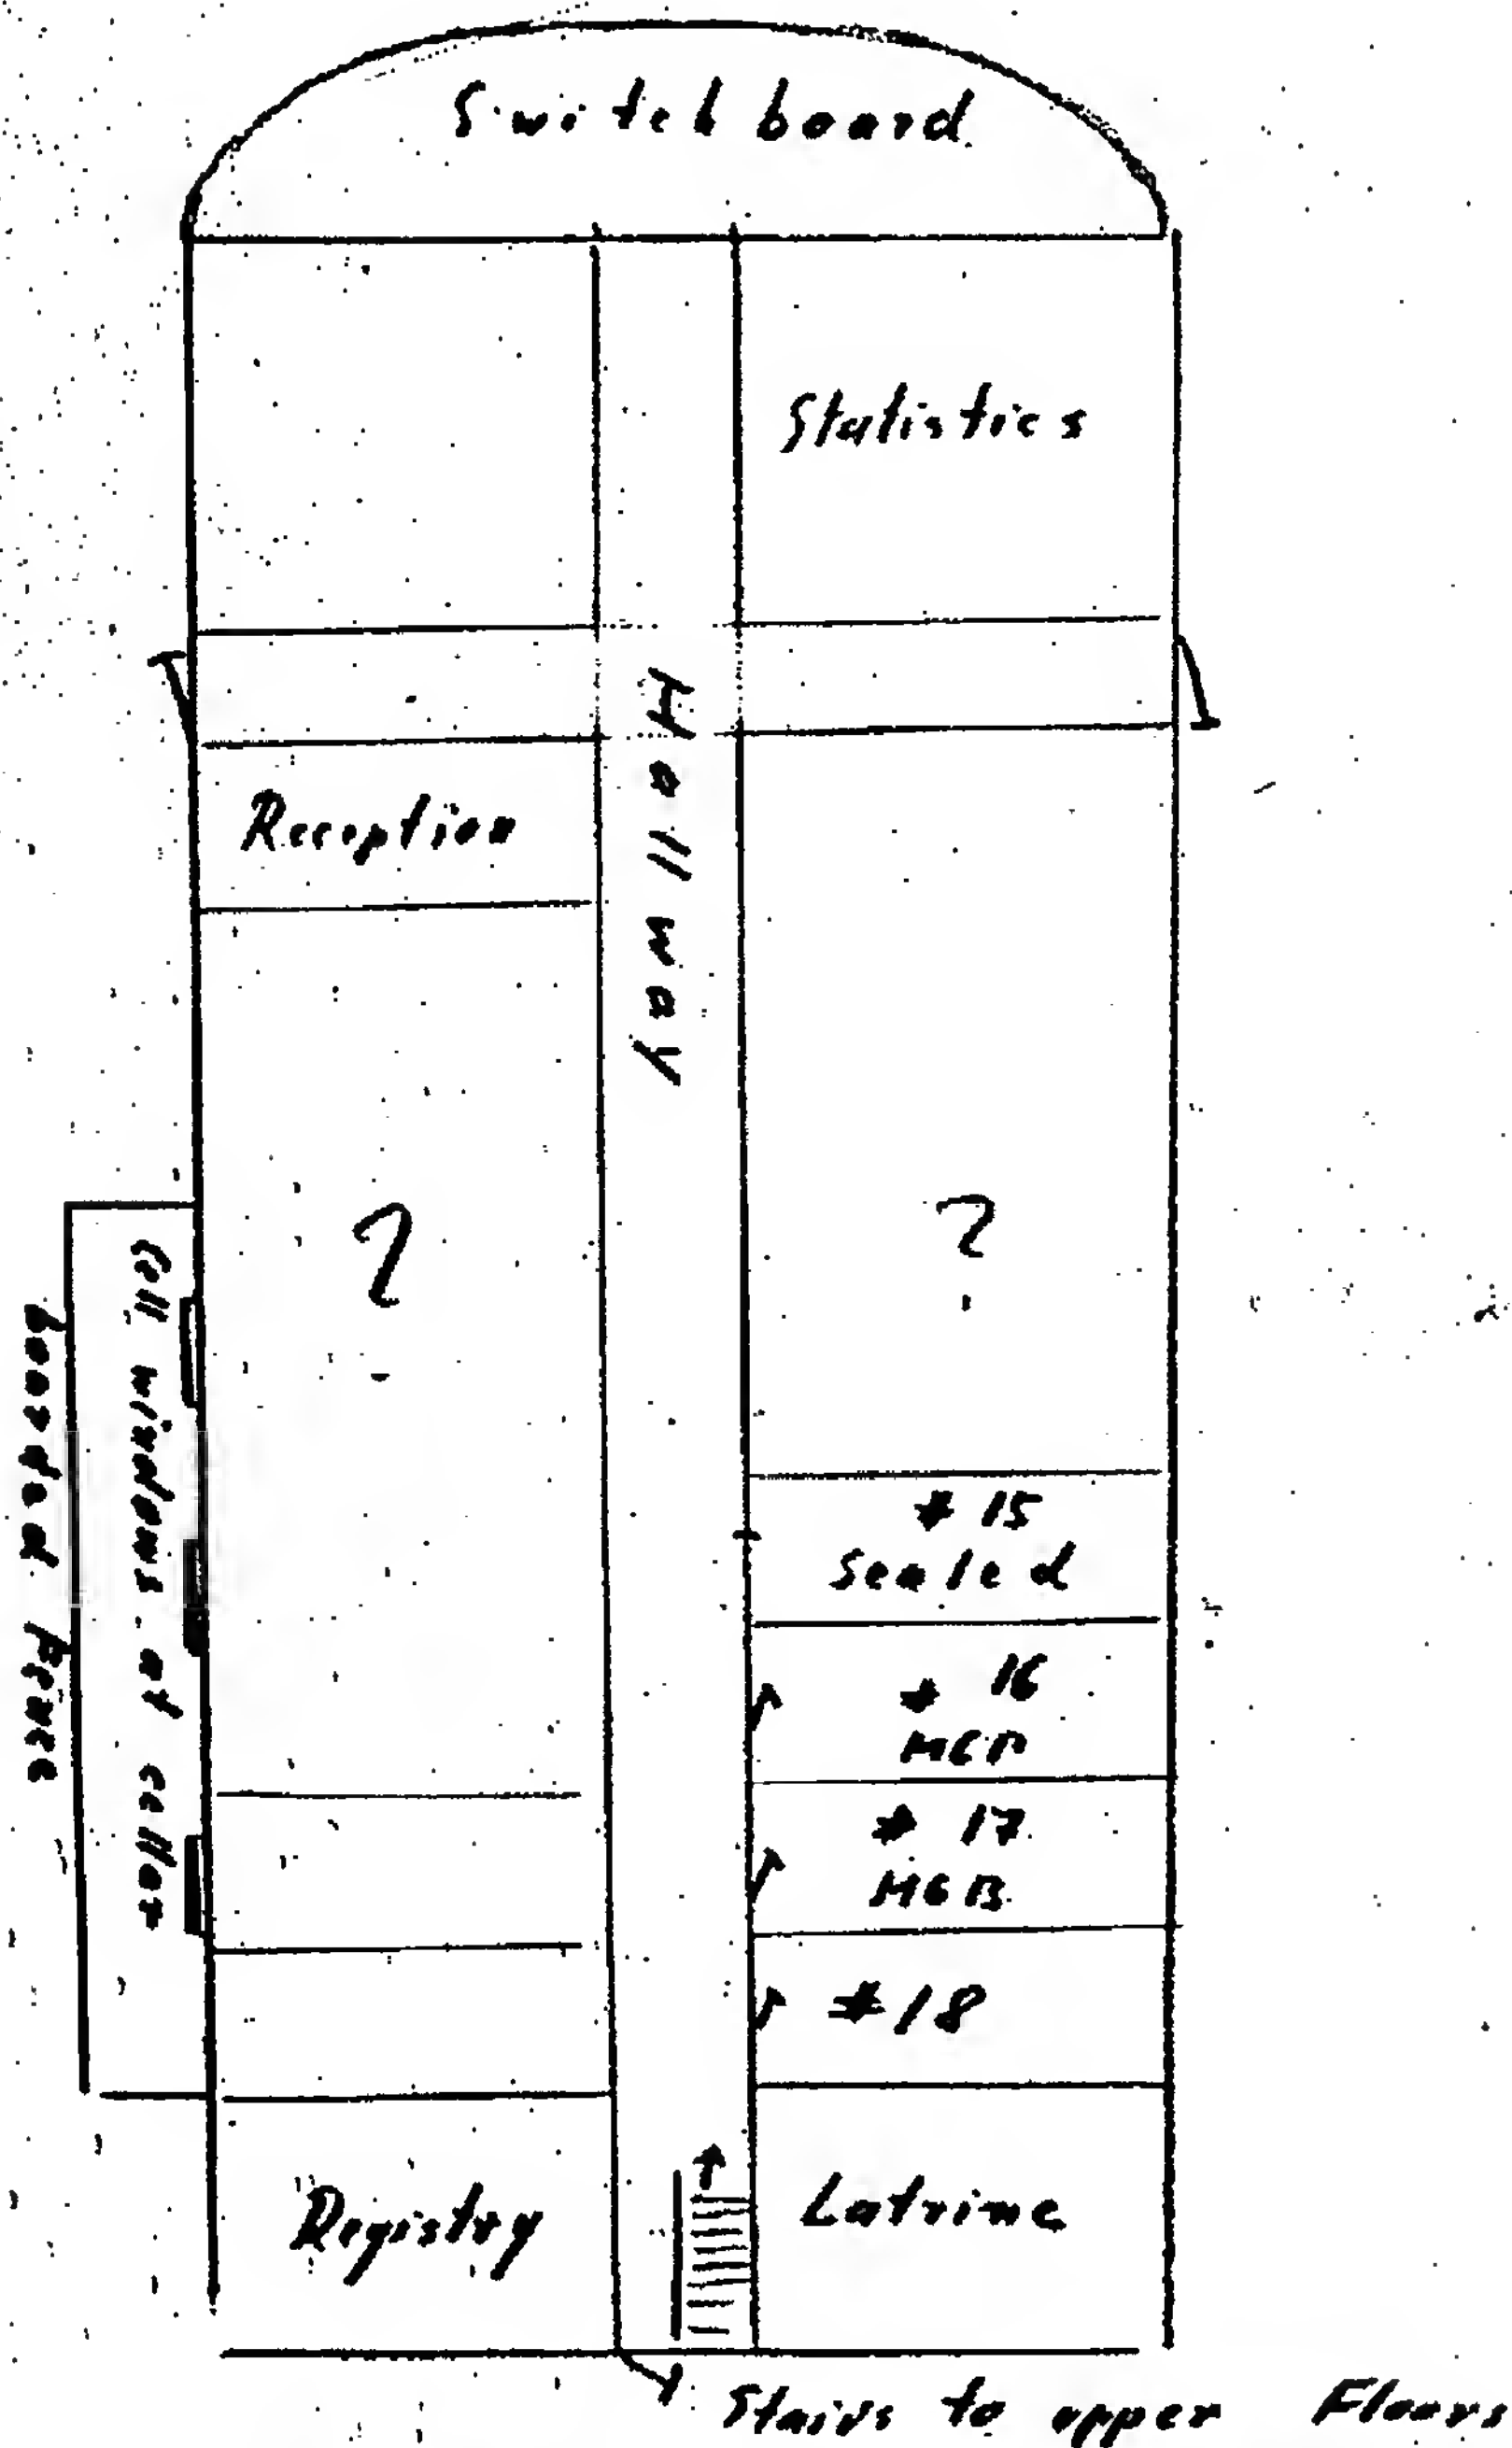 Switchboard
Statistics
Hallway
Reception
?
?
Cell windows at cellar
boarded fence
# 15
sealed
# 16
MGB
# 17
MGB
#18
Registry
Latrine
Stairs to upper Floors